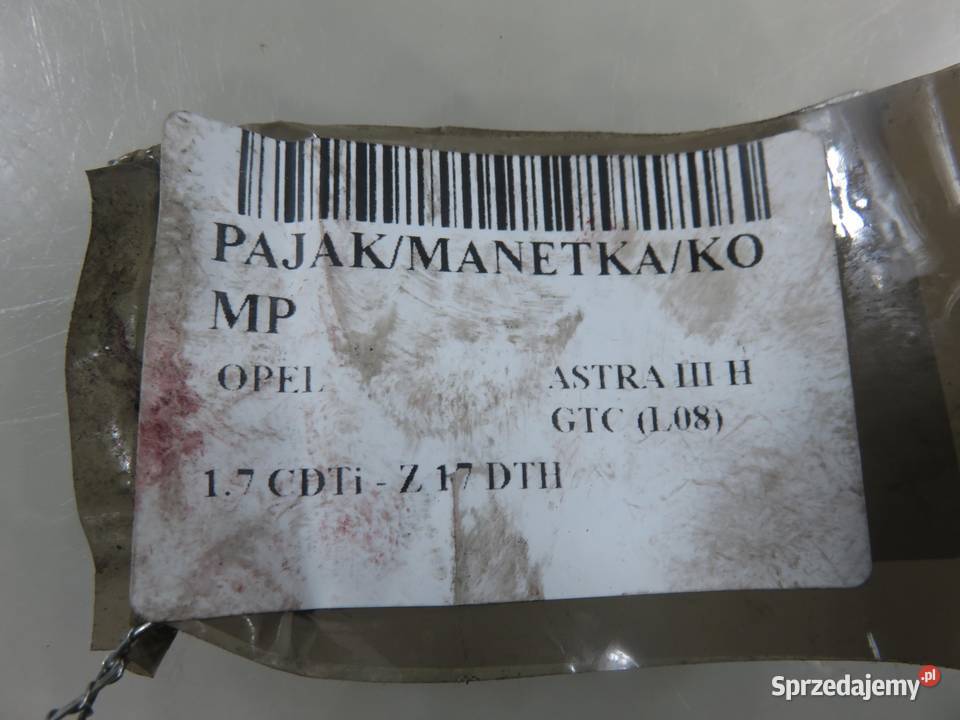 PAJAK/MANETKA/KO
MP
OPEL ASTRA III H
GTC (L08)
1.7 CDTi - Z 17 DTH
Sprzedajemy.pl